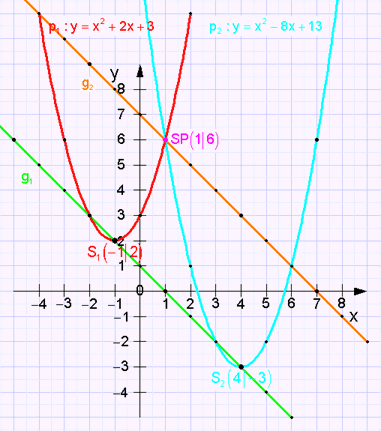 p₁ : y = x² + 2x + 3
p₂ : y = x² − 8x + 13
y
g₂
8
7
6
SP(1|6)
5
g₁
4
3
2
S₁(−1|2)
1
−4 −3 −2 −1 0 1 2 3 4 5 6 7 8 x
−1
−2
−3
S₂(4|−3)
−4